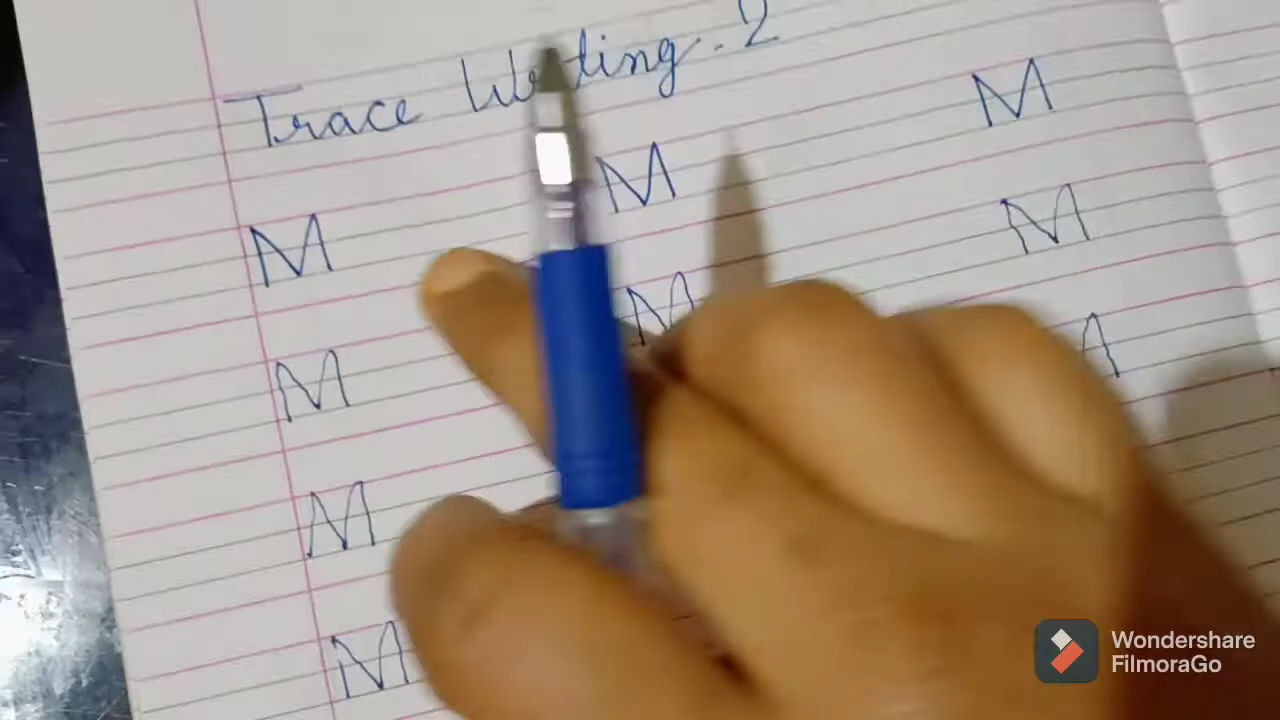 Trace Writing. 2
M M M
M M M
M
M
Wondershare
FilmoraGo